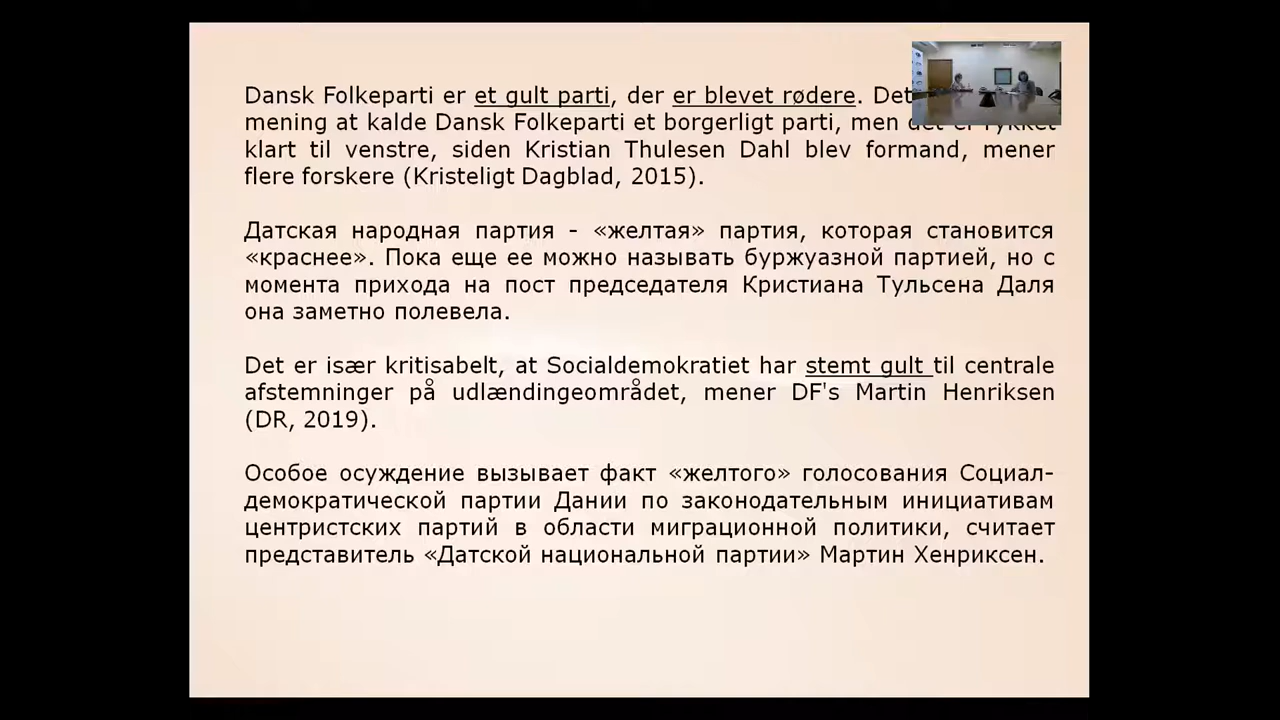 Dansk Folkeparti er et gult parti, der er blevet rødere. Det
mening at kalde Dansk Folkeparti et borgerligt parti, men det er rykket
klart til venstre, siden Kristian Thulesen Dahl blev formand, mener
flere forskere (Kristeligt Dagblad, 2015).
Датская народная партия - «желтая» партия, которая становится
«краснее». Пока еще ее можно называть буржуазной партией, но с
момента прихода на пост председателя Кристиана Тульсена Даля
она заметно полевела.
Det er især kritisabelt, at Socialdemokratiet har stemt gult til centrale
afstemninger på udlændingeområdet, mener DF's Martin Henriksen
(DR, 2019).
Особое осуждение вызывает факт «желтого» голосования Социал-
демократической партии Дании по законодательным инициативам
центристских партий в области миграционной политики, считает
представитель «Датской национальной партии» Мартин Хенриксен.